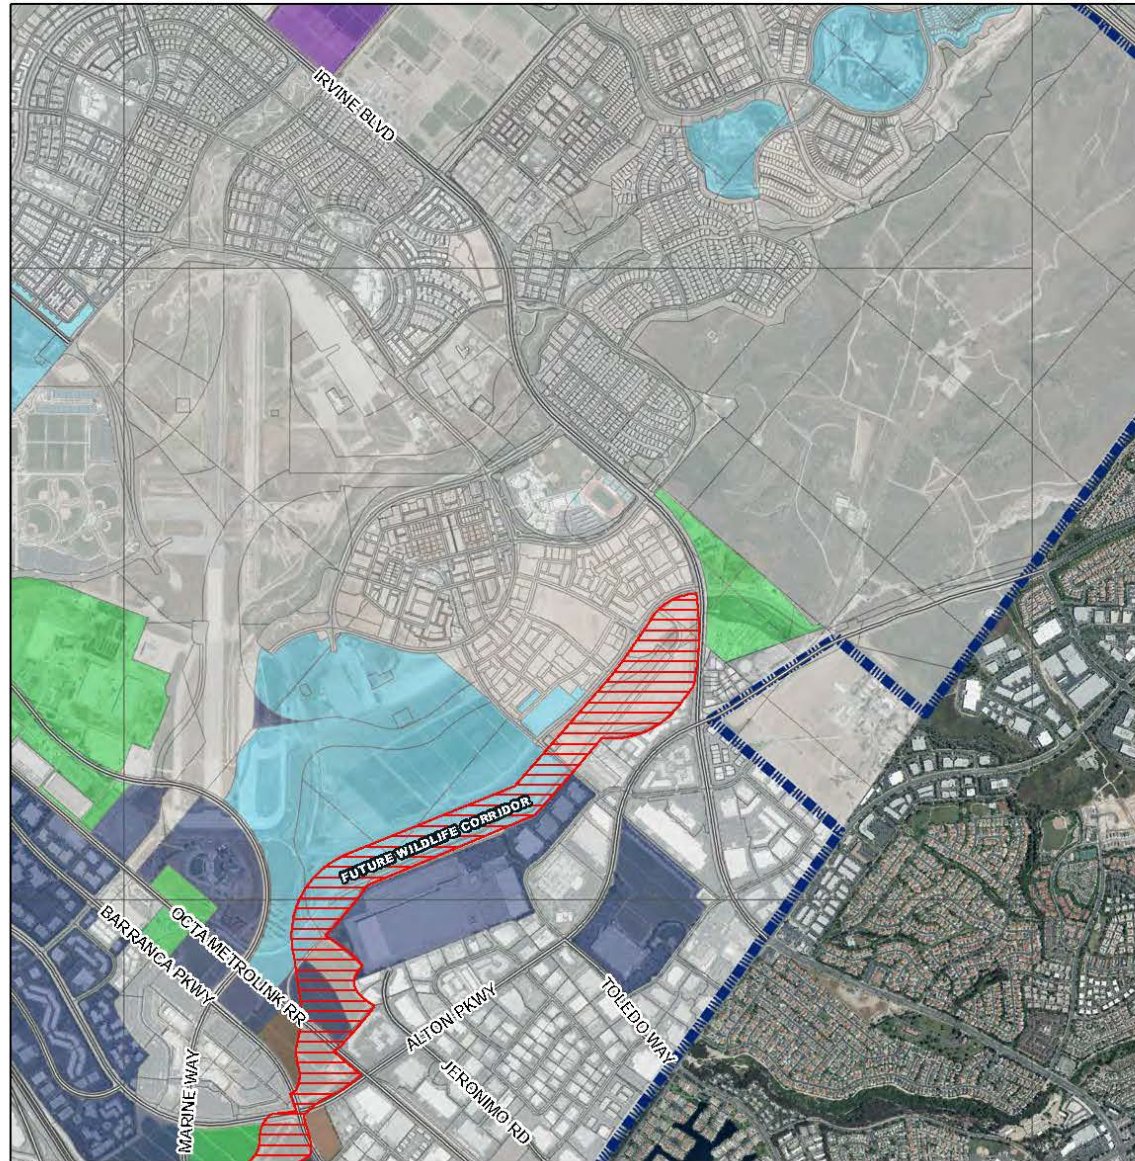 IRVINE BLVD
FUTURE WILDLIFE CORRIDOR
OCTA METROLINK RR
BARRANCA PKWY
MARINE WAY
ALTON PKWY
TOLEDO WAY
JERONIMO RD